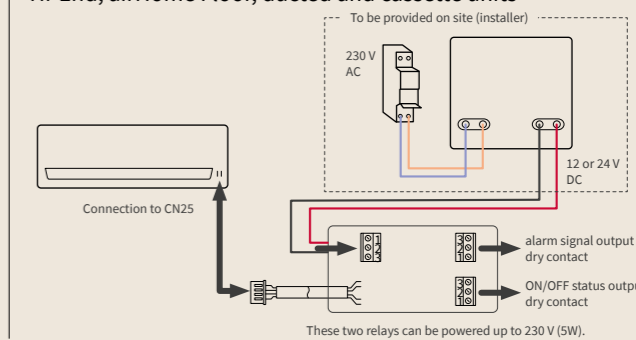 To be provided on site (installer)
230 V
AC
12 or 24 V
DC
Connection to CN25
1
2
3
3
2
1
alarm signal output
dry contact
3
2
1
ON/OFF status output
dry contact
These two relays can be powered up to 230 V (5W).